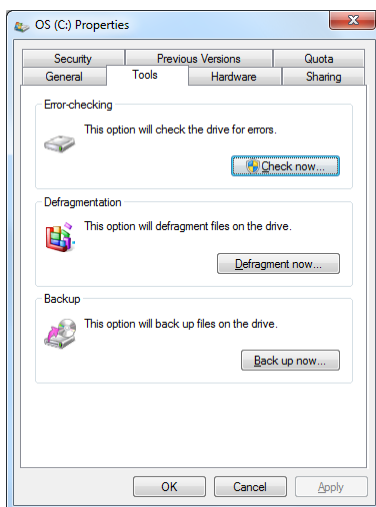 OS (C:) Properties
Security Previous Versions Quota
General Tools Hardware Sharing
Error-checking
This option will check the drive for errors.
Check now...
Defragmentation
This option will defragment files on the drive.
Defragment now...
Backup
This option will back up files on the drive.
Back up now...
OK Cancel Apply